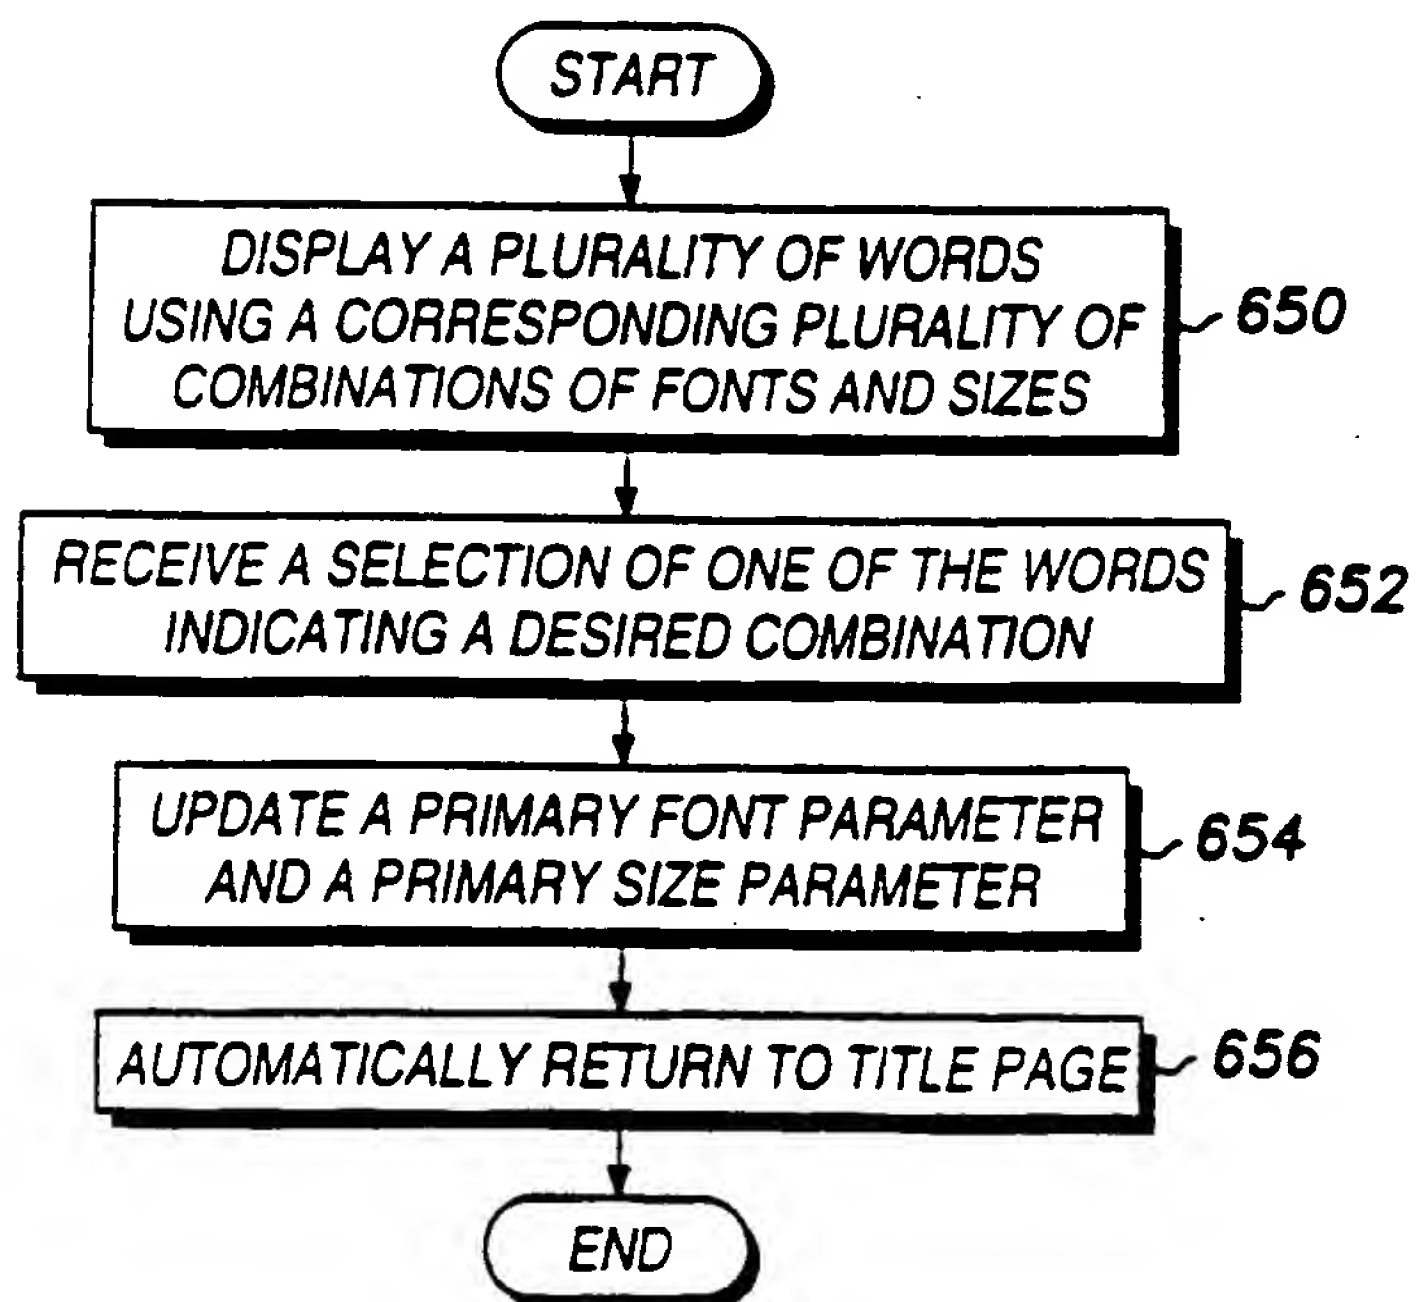 START
DISPLAY A PLURALITY OF WORDS
USING A CORRESPONDING PLURALITY OF
COMBINATIONS OF FONTS AND SIZES
650
RECEIVE A SELECTION OF ONE OF THE WORDS
INDICATING A DESIRED COMBINATION
652
UPDATE A PRIMARY FONT PARAMETER
AND A PRIMARY SIZE PARAMETER
654
AUTOMATICALLY RETURN TO TITLE PAGE
656
END